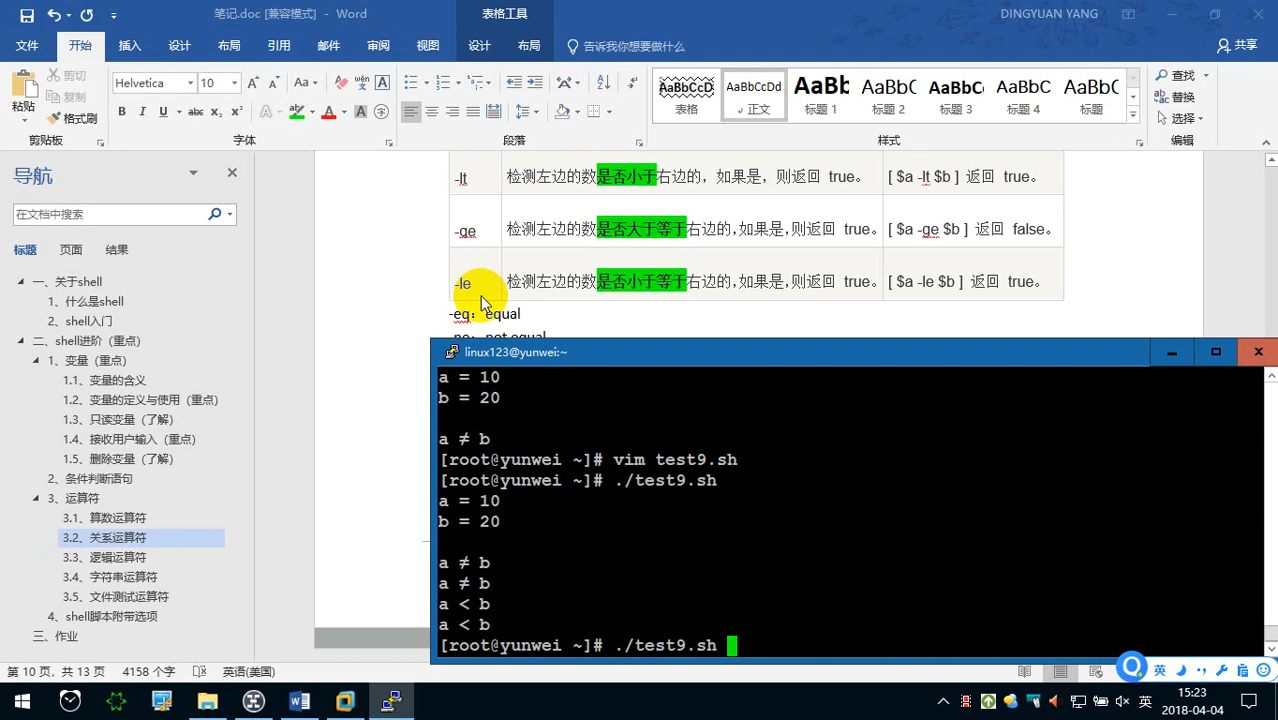 笔记.doc [兼容模式] - Word
表格工具
DINGYUAN YANG
文件 开始 插入 设计 布局 引用 邮件 审阅 视图 设计 布局 告诉我你想要做什么 共享
粘贴 剪切 复制 格式刷
Helvetica 10
AaBbCcD AaBbCcDd AaBb AaBbC AaBbCc AaBbC AaBbC
表格 正文 标题 1 标题 2 标题 3 标题 4 标题
查找 替换 选择
剪贴板 字体 段落 样式 编辑
导航
在文档中搜索
标题 页面 结果
一、关于shell
1、什么是shell
2、shell入门
二、shell进阶（重点）
1、变量（重点）
1.1、变量的含义
1.2、变量的定义与使用（重点）
1.3、只读变量（了解）
1.4、接收用户输入（重点）
1.5、删除变量（了解）
2、条件判断语句
3、运算符
3.1、算数运算符
3.2、关系运算符
3.3、逻辑运算符
3.4、字符串运算符
3.5、文件测试运算符
4、shell脚本附带选项
三、作业
-lt 检测左边的数是否小于右边的，如果是，则返回 true。 [ $a -lt $b ] 返回 true。
-ge 检测左边的数是否大于等于右边的,如果是,则返回 true。 [ $a -ge $b ] 返回 false。
-le 检测左边的数是否小于等于右边的,如果是,则返回 true。 [ $a -le $b ] 返回 true。
-eq：equal
-ne：not equal
linux123@yunwei:~
a = 10
b = 20
a ≠ b
[root@yunwei ~]# vim test9.sh
[root@yunwei ~]# ./test9.sh
a = 10
b = 20
a ≠ b
a ≠ b
a < b
a < b
[root@yunwei ~]# ./test9.sh
第 10 页，共 13 页 4158 个字 英语(美国)
英
英
15:23
2018-04-04